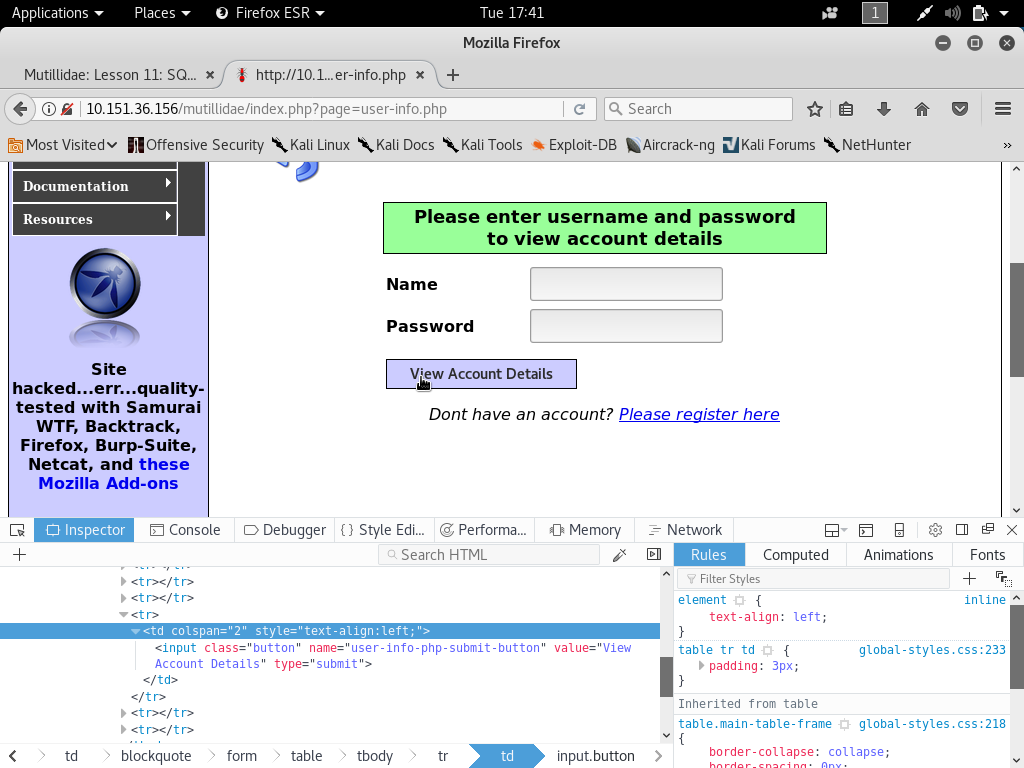 Applications Places Firefox ESR Tue 17:41 1
Mozilla Firefox
Mutillidae: Lesson 11: SQ... http://10.1...er-info.php
10.151.36.156/mutillidae/index.php?page=user-info.php Search
Most Visited Offensive Security Kali Linux Kali Docs Kali Tools Exploit-DB Aircrack-ng Kali Forums NetHunter »
Documentation
Resources
Site
hacked...err...quality-
tested with Samurai
WTF, Backtrack,
Firefox, Burp-Suite,
Netcat, and these
Mozilla Add-ons
Please enter username and password
to view account details
Name
Password
View Account Details
Dont have an account? Please register here
Inspector Console Debugger Style Edi... Performa... Memory Network
Search HTML
<tr></tr>
<tr></tr>
<tr>
<td colspan="2" style="text-align:left;">
<input class="button" name="user-info-php-submit-button" value="View
Account Details" type="submit">
</td>
</tr>
<tr></tr>
<tr></tr>
td blockquote form table tbody tr td input.button
Rules Computed Animations Fonts
Filter Styles
element { inline
text-align: left;
}
table tr td { global-styles.css:233
padding: 3px;
}
Inherited from table
table.main-table-frame global-styles.css:218
{
border-collapse: collapse;
border-spacing: 0px;